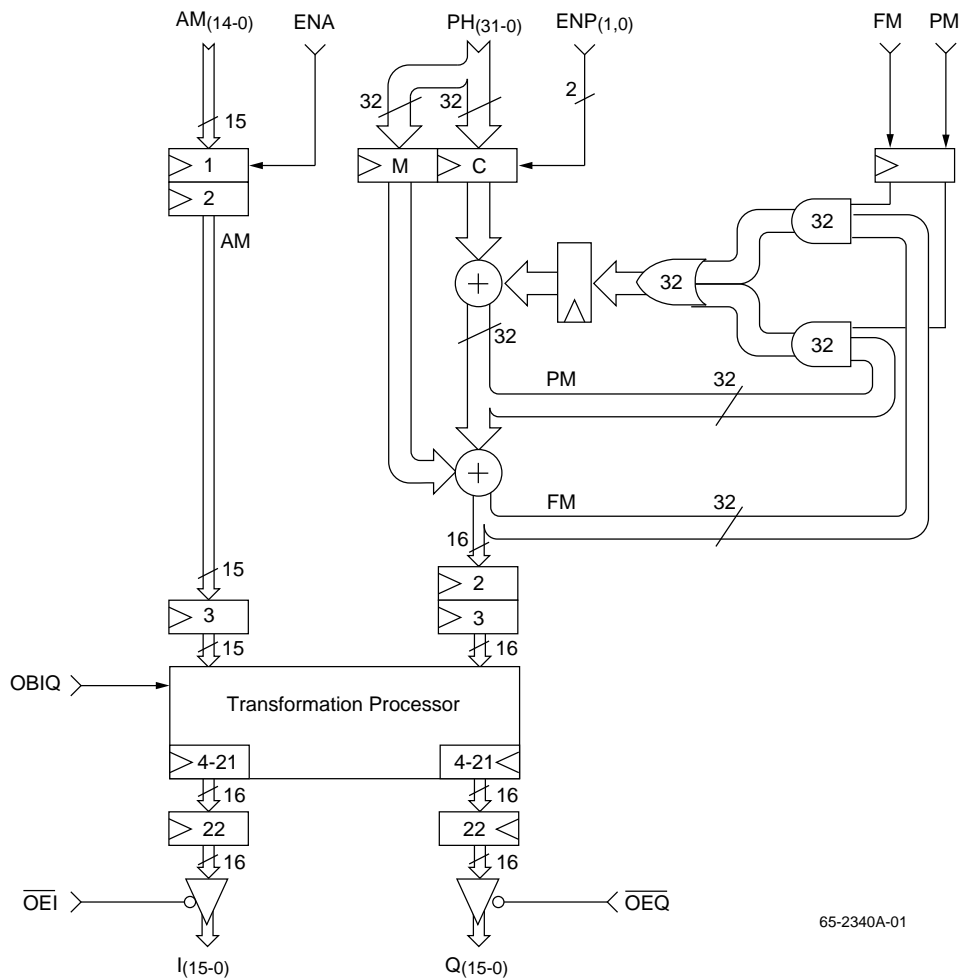 AM(14-0) ENA PH(31-0) ENP(1,0) FM PM
32 32 2
15
1 M C
2
AM
32
32
32
32
PM 32
FM 32
16
15 2
3 3
15 16
OBIQ
Transformation Processor
4-21 4-21
16 16
22 22
16 16
OEI OEQ
65-2340A-01
I(15-0) Q(15-0)